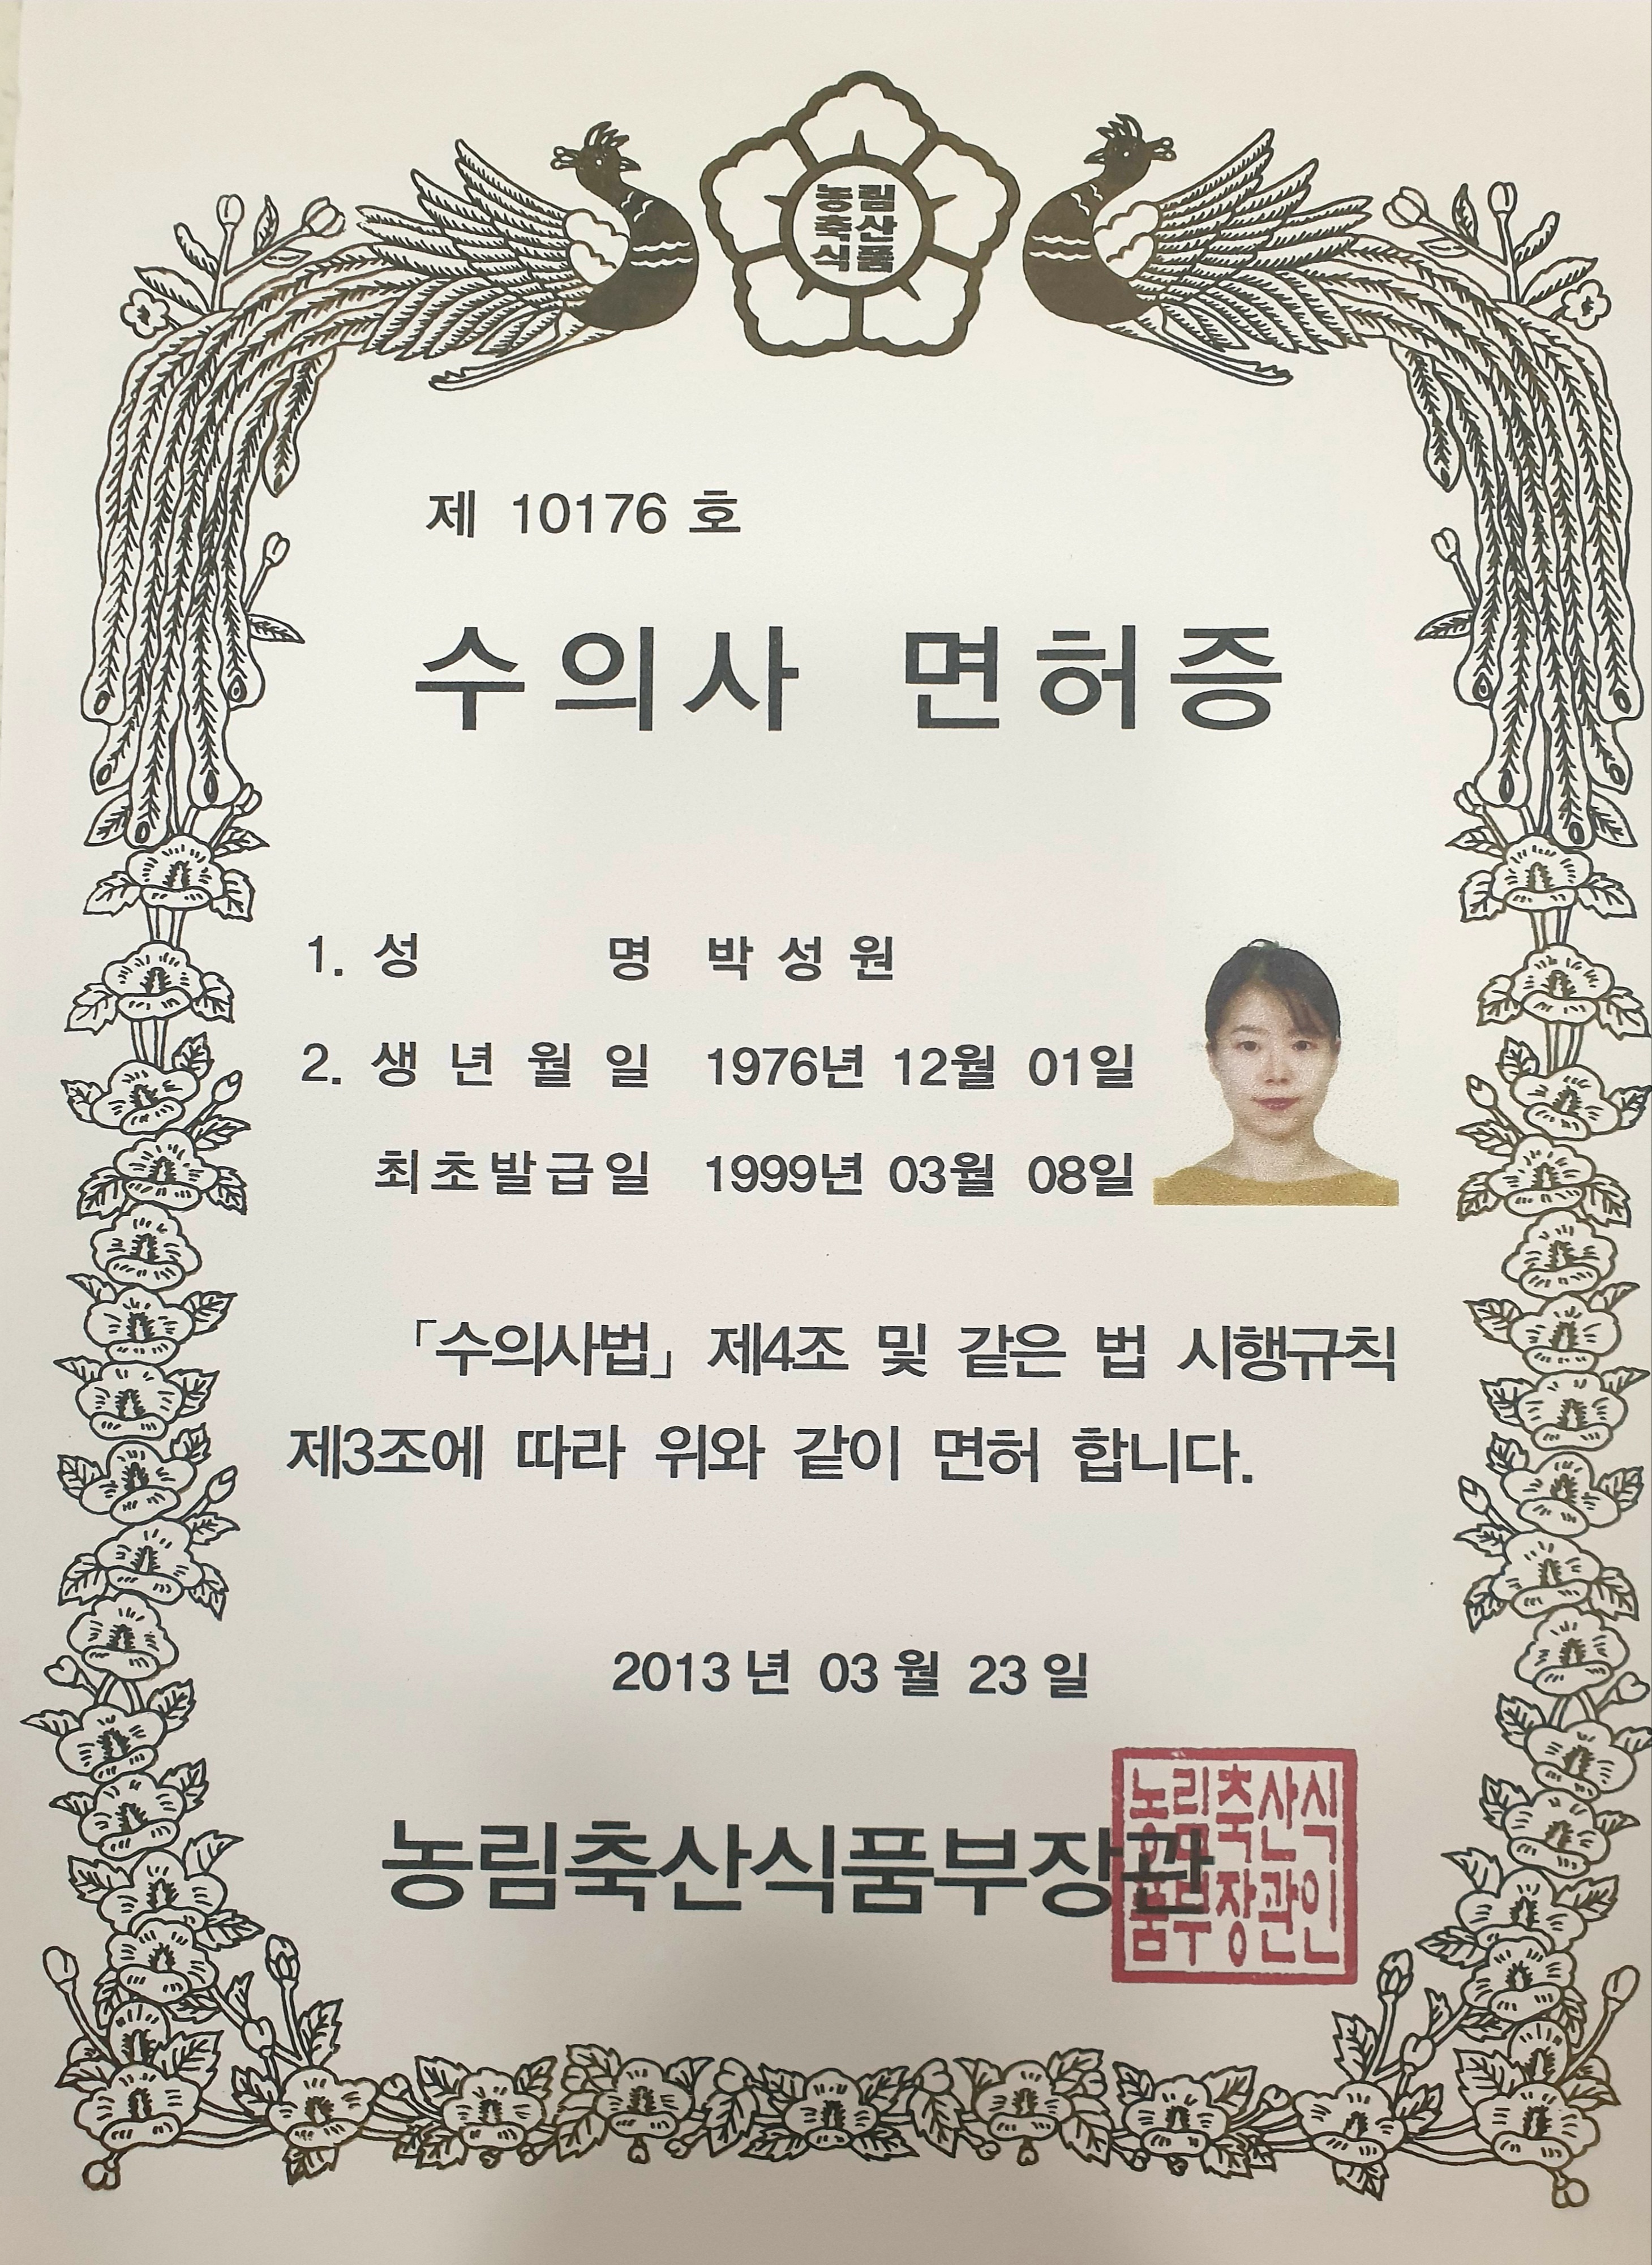 농림
축산
식품
제 10176 호
수의사 면허증
1. 성 명 박 성 원
2. 생 년 월 일 1976년 12월 01일
최초발급일 1999년 03월 08일
「수의사법」 제4조 및 같은 법 시행규칙
제3조에 따라 위와 같이 면허 합니다.
2013 년 03 월 23 일
농림축산식품부장관
농림축산식
품부장관인